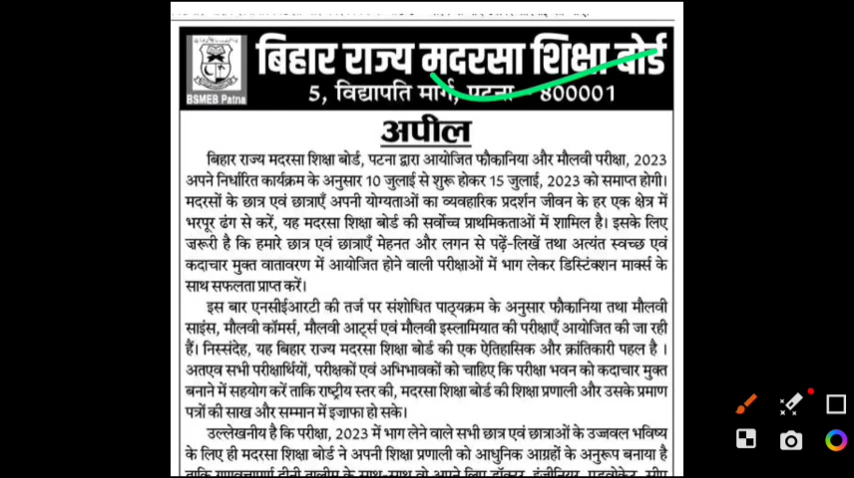 बिहार राज्य मदरसा शिक्षा बोर्ड
BSMEB Patna
5, विद्यापति मार्ग, पटना - 800001
अपील
बिहार राज्य मदरसा शिक्षा बोर्ड, पटना द्वारा आयोजित फौकानिया और मौलवी परीक्षा, 2023
अपने निर्धारित कार्यक्रम के अनुसार 10 जुलाई से शुरू होकर 15 जुलाई, 2023 को समाप्त होगी।
मदरसों के छात्र एवं छात्राएँ अपनी योग्यताओं का व्यवहारिक प्रदर्शन जीवन के हर एक क्षेत्र में
भरपूर ढंग से करें, यह मदरसा शिक्षा बोर्ड की सर्वोच्च प्राथमिकताओं में शामिल है। इसके लिए
जरूरी है कि हमारे छात्र एवं छात्राएँ मेहनत और लगन से पढ़ें-लिखें तथा अत्यंत स्वच्छ एवं
कदाचार मुक्त वातावरण में आयोजित होने वाली परीक्षाओं में भाग लेकर डिस्टिंक्शन मार्क्स के
साथ सफलता प्राप्त करें।
इस बार एनसीईआरटी की तर्ज पर संशोधित पाठ्यक्रम के अनुसार फौकानिया तथा मौलवी
साइंस, मौलवी कॉमर्स, मौलवी आर्ट्स एवं मौलवी इस्लामियात की परीक्षाएँ आयोजित की जा रही
हैं। निस्संदेह, यह बिहार राज्य मदरसा शिक्षा बोर्ड की एक ऐतिहासिक और क्रांतिकारी पहल है ।
अतएव सभी परीक्षार्थियों, परीक्षकों एवं अभिभावकों को चाहिए कि परीक्षा भवन को कदाचार मुक्त
बनाने में सहयोग करें ताकि राष्ट्रीय स्तर की, मदरसा शिक्षा बोर्ड की शिक्षा प्रणाली और उसके प्रमाण
पत्रों की साख और सम्मान में इज़ाफा हो सके।
उल्लेखनीय है कि परीक्षा, 2023 में भाग लेने वाले सभी छात्र एवं छात्राओं के उज्जवल भविष्य
के लिए ही मदरसा शिक्षा बोर्ड ने अपनी शिक्षा प्रणाली को आधुनिक आग्रहों के अनुरूप बनाया है